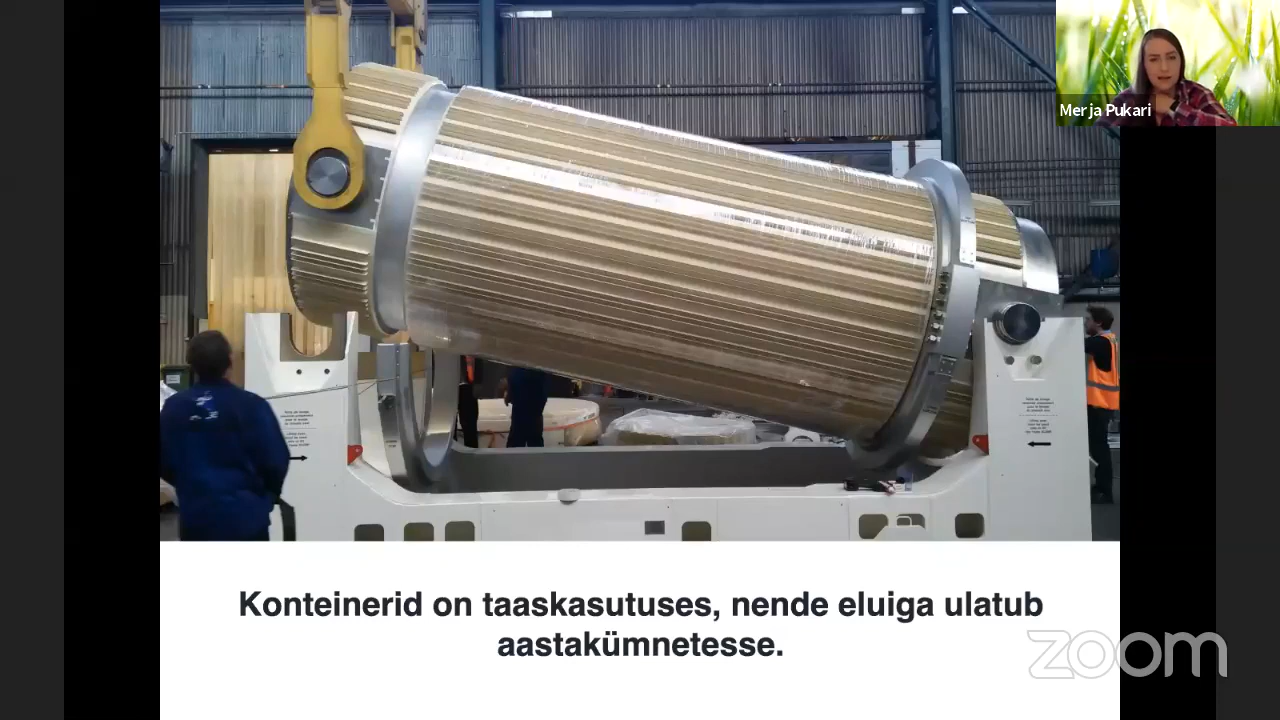 Merja Pukari
Konteinerid on taaskasutuses, nende eluiga ulatub
aastakümnetesse.
zoom